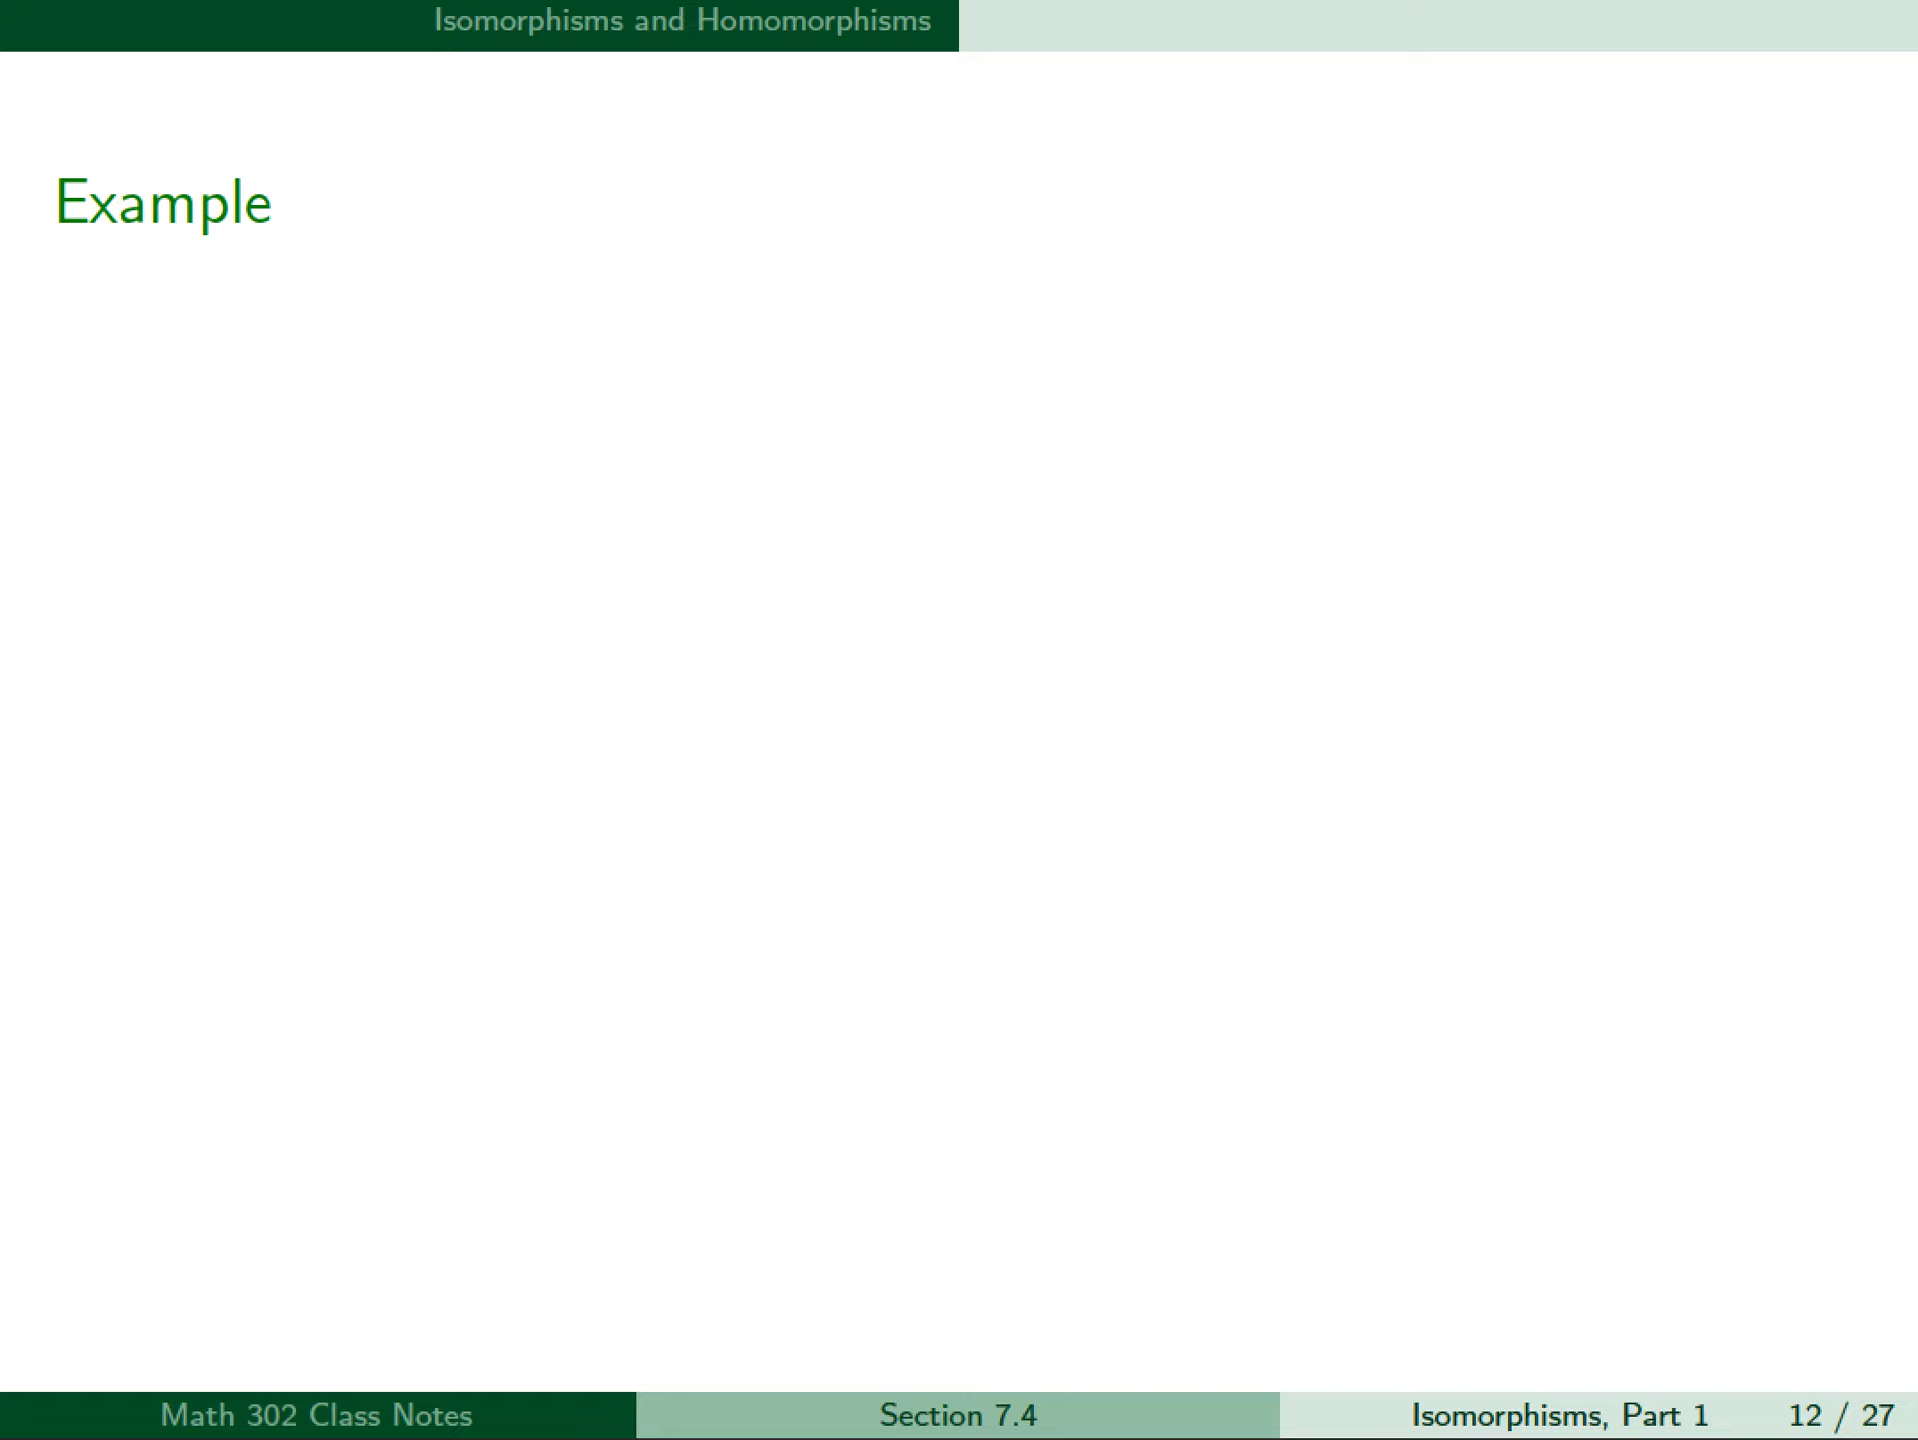 Isomorphisms and Homomorphisms
Example
Math 302 Class Notes
Section 7.4
Isomorphisms, Part 1
12 / 27